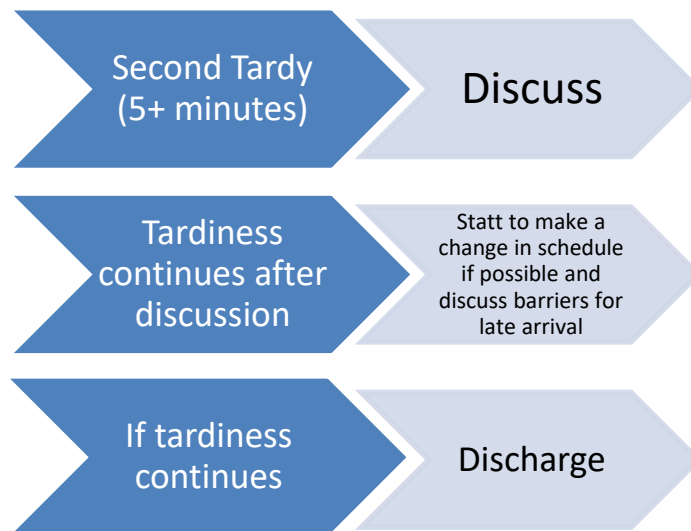 Second Tardy
(5+ minutes)
Discuss
Tardiness
continues after
discussion
Statt to make a
change in schedule
if possible and
discuss barriers for
late arrival
If tardiness
continues
Discharge